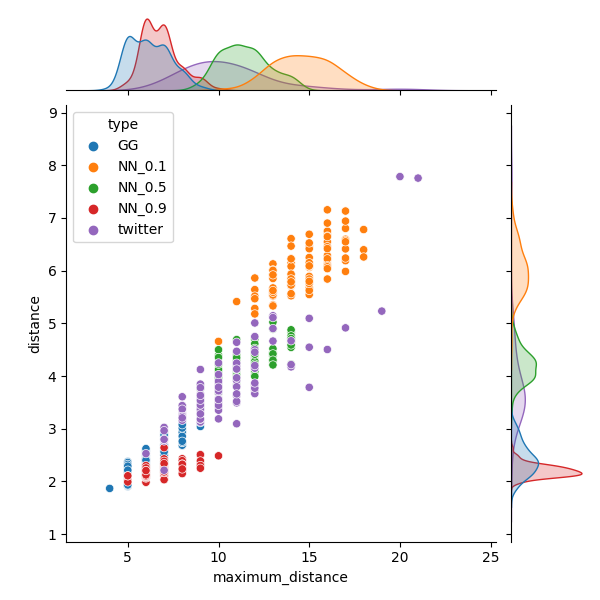 9
8
7
6
5
4
3
2
1
distance
type
GG
NN_0.1
NN_0.5
NN_0.9
twitter
5 10 15 20 25
maximum_distance